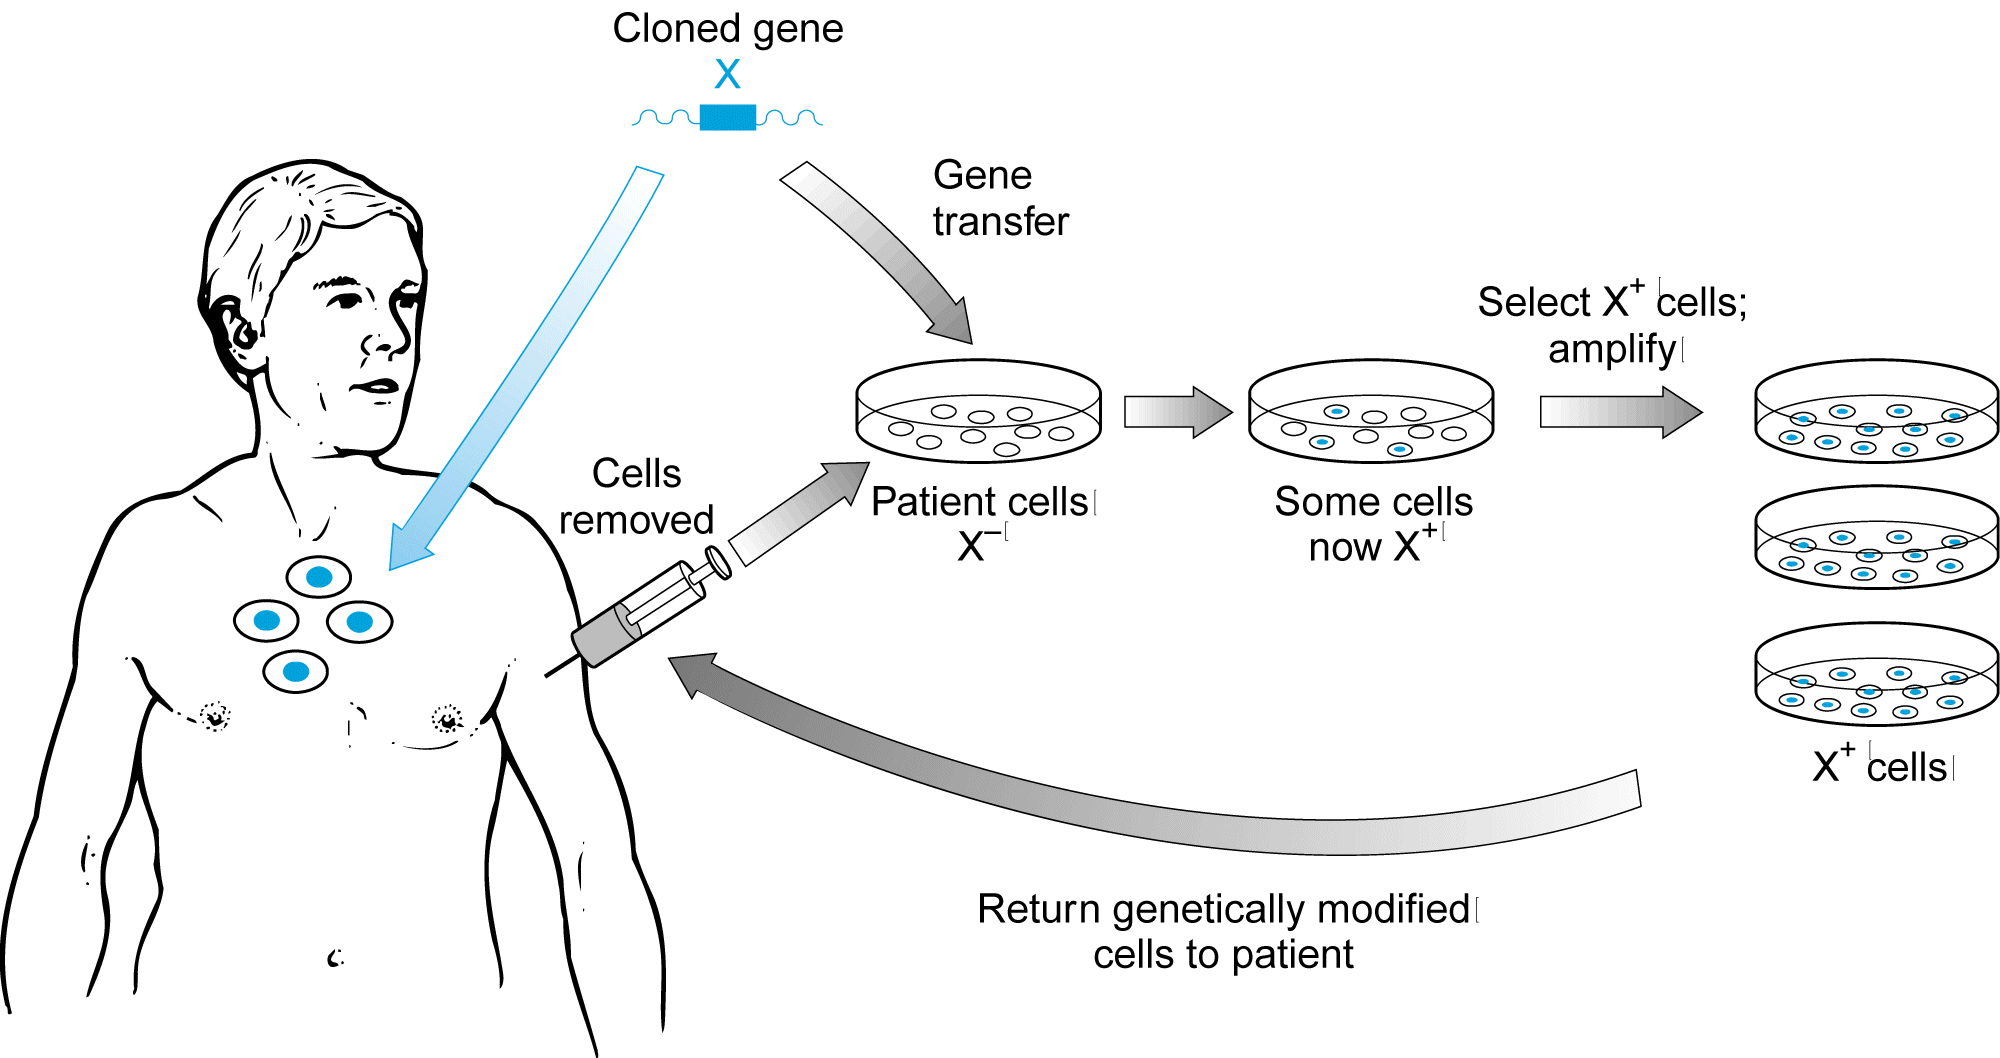 Cloned gene
X
Gene
transfer
Select X⁺ cells;
amplify
Cells
removed
Patient cells
X⁻
Some cells
now X⁺
X⁺ cells
Return genetically modified
cells to patient